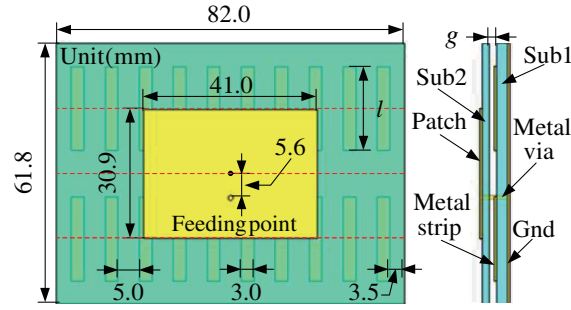 82.0
Unit(mm)
41.0
l
5.6
30.9
61.8
Feeding point
5.0
3.0
3.5
g
Sub1
Sub2
Patch
Metal
via
Metal
strip
Gnd